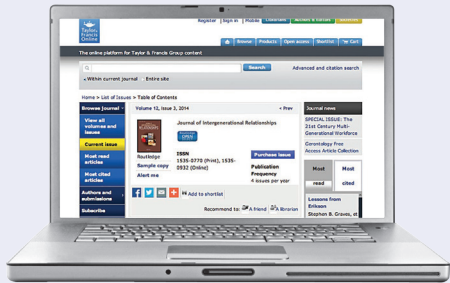 Taylor & Francis Online
Register | Sign in | Mobile
Browse Products Open access Shortlist Cart
The online platform for Taylor & Francis Group content
Search
Advanced and citation search
Within current journal Entire site
Home > List of Issues > Table of Contents
Browse journal
View all volumes and issues
Current issue
Most read articles
Most cited articles
Authors and submissions
Subscribe
Volume 12, Issue 3, 2014
< Prev
Journal of Intergenerational Relationships
OPEN
Routledge
Sample copy
Alert me
ISSN
1535-0770 (Print), 1535-
0932 (Online)
Purchase issue
Publication
Frequency
4 issues per year
Add to shortlist
Recommend to: A friend A librarian
Journal news
SPECIAL ISSUE: The
21st Century Multi-
Generational Workforce
Gerontology Free
Access Article Collection
Most read
Most cited
Lessons from
Erikson
Stephen B. Graves, et